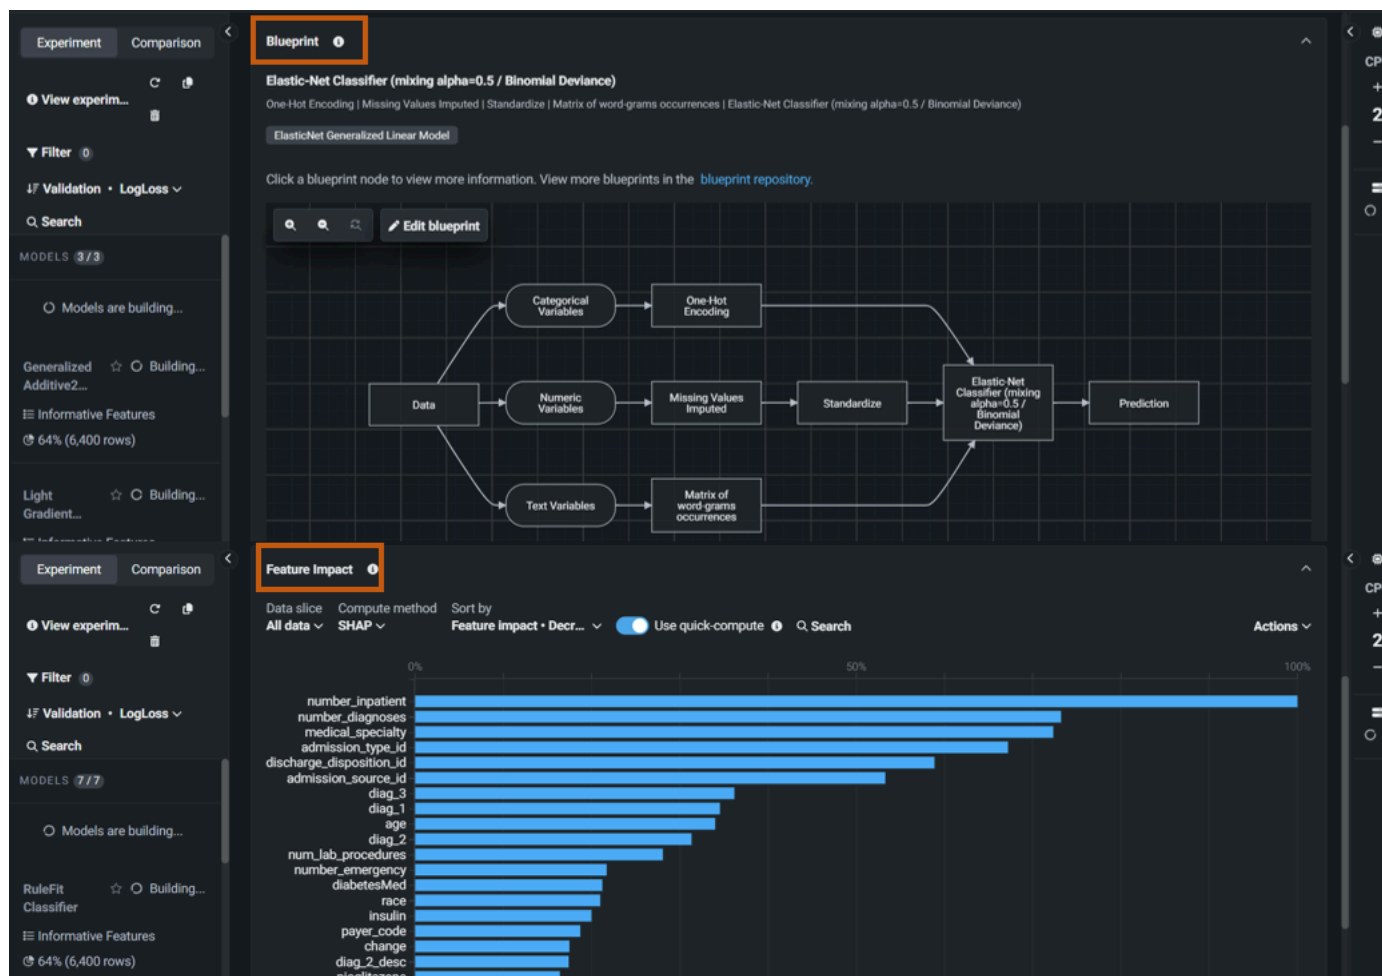 Experiment Comparison
View experim...
Filter 0
Validation • LogLoss
Search
MODELS 3/3
Models are building...
Generalized Additive2...
Building...
Informative Features
64% (6,400 rows)
Light Gradient...
Building...
Blueprint
Elastic-Net Classifier (mixing alpha=0.5 / Binomial Deviance)
One-Hot Encoding | Missing Values Imputed | Standardize | Matrix of word-grams occurrences | Elastic-Net Classifier (mixing alpha=0.5 / Binomial Deviance)
ElasticNet Generalized Linear Model
Click a blueprint node to view more information. View more blueprints in the blueprint repository.
Edit blueprint
Categorical
Variables
One-Hot
Encoding
Data
Numeric
Variables
Missing Values
Imputed
Standardize
Elastic-Net
Classifier (mixing
alpha=0.5 /
Binomial
Deviance)
Prediction
Text Variables
Matrix of
word-grams
occurrences
CP
+
2
−
Experiment Comparison
View experim...
Filter 0
Validation • LogLoss
Search
MODELS 7/7
Models are building...
RuleFit
Classifier
Building...
Informative Features
64% (6,400 rows)
Feature Impact
Data slice Compute method Sort by
All data SHAP Feature impact • Decr... Use quick-compute Search Actions
0% 50% 100%
number_inpatient
number_diagnoses
medical_specialty
admission_type_id
discharge_disposition_id
admission_source_id
diag_3
diag_1
age
diag_2
num_lab_procedures
number_emergency
diabetesMed
race
insulin
payer_code
change
diag_2_desc
CP
+
2
−